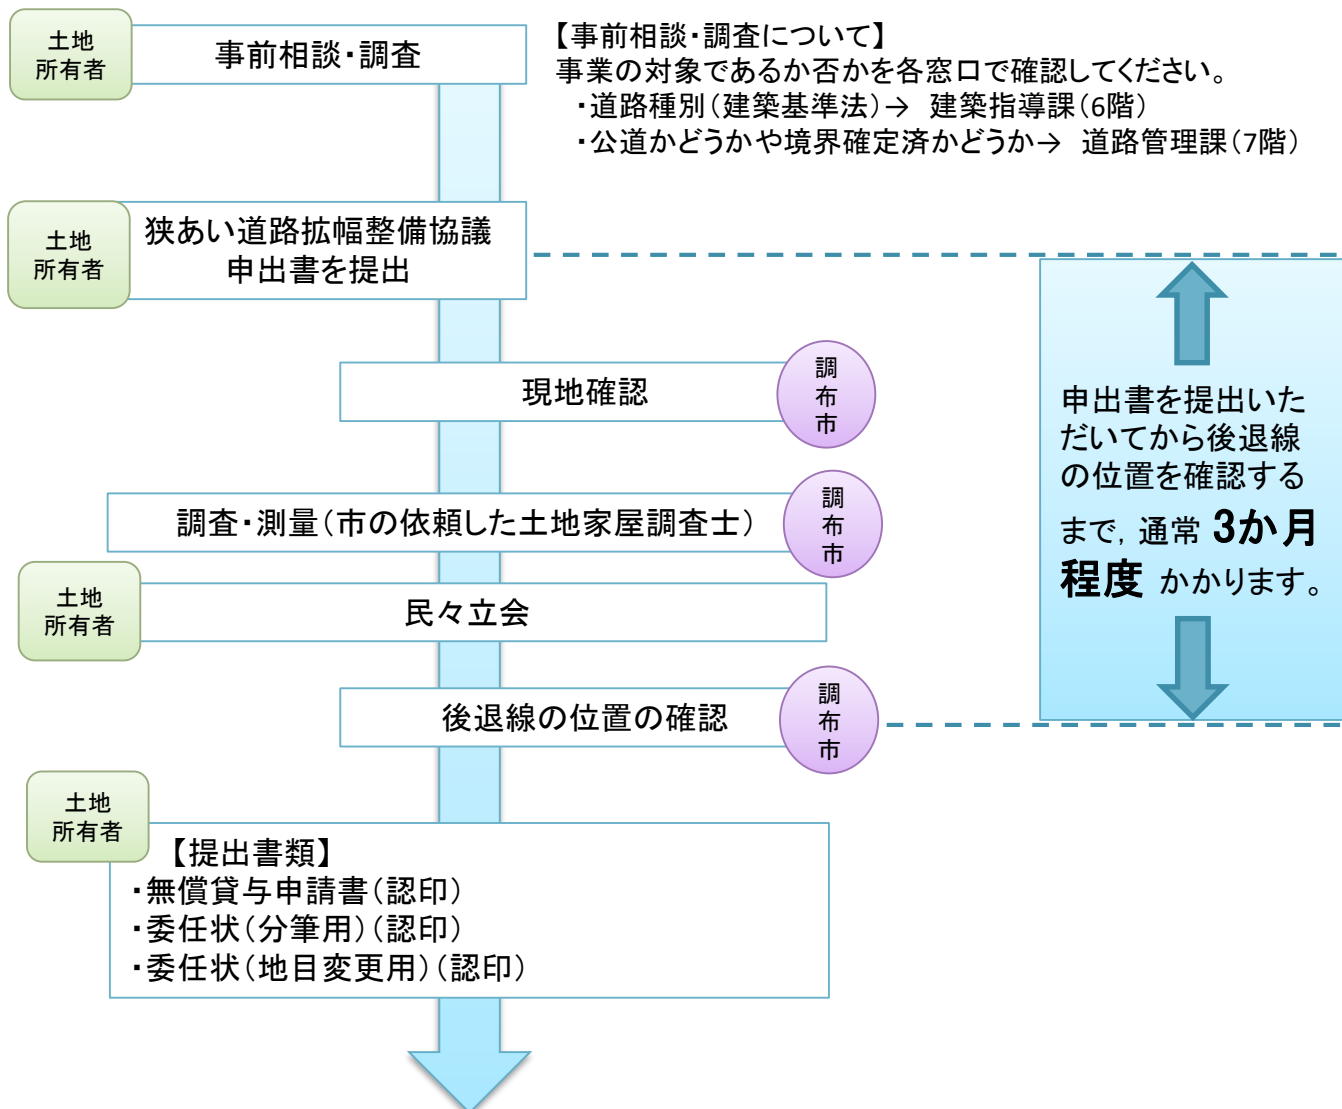 土地
所有者
事前相談・調査
【事前相談・調査について】
事業の対象であるか否かを各窓口で確認してください。
・道路種別(建築基準法)→ 建築指導課(6階)
・公道かどうかや境界確定済かどうか→ 道路管理課(7階)
土地
所有者
狭あい道路拡幅整備協議
申出書を提出
現地確認
調
布
市
調査・測量(市の依頼した土地家屋調査士)
調
布
市
土地
所有者
民々立会
後退線の位置の確認
調
布
市
申出書を提出いた
だいてから後退線
の位置を確認する
まで, 通常 3か月
程度 かかります。
土地
所有者
【提出書類】
・無償貸与申請書(認印)
・委任状(分筆用)(認印)
・委任状(地目変更用)(認印)